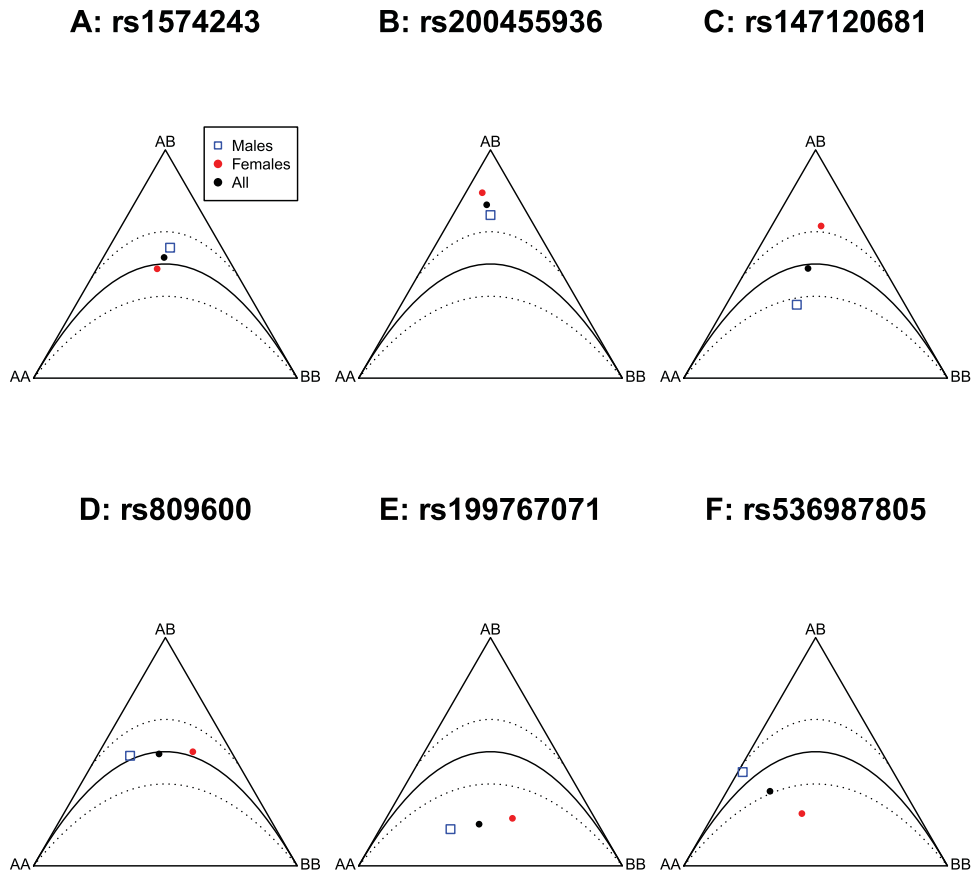 A: rs1574243
B: rs200455936
C: rs147120681
Males
Females
All
AB
AB
AB
AA
BB
AA
BB
AA
BB
D: rs809600
E: rs199767071
F: rs536987805
AB
AB
AB
AA
BB
AA
BB
AA
BB